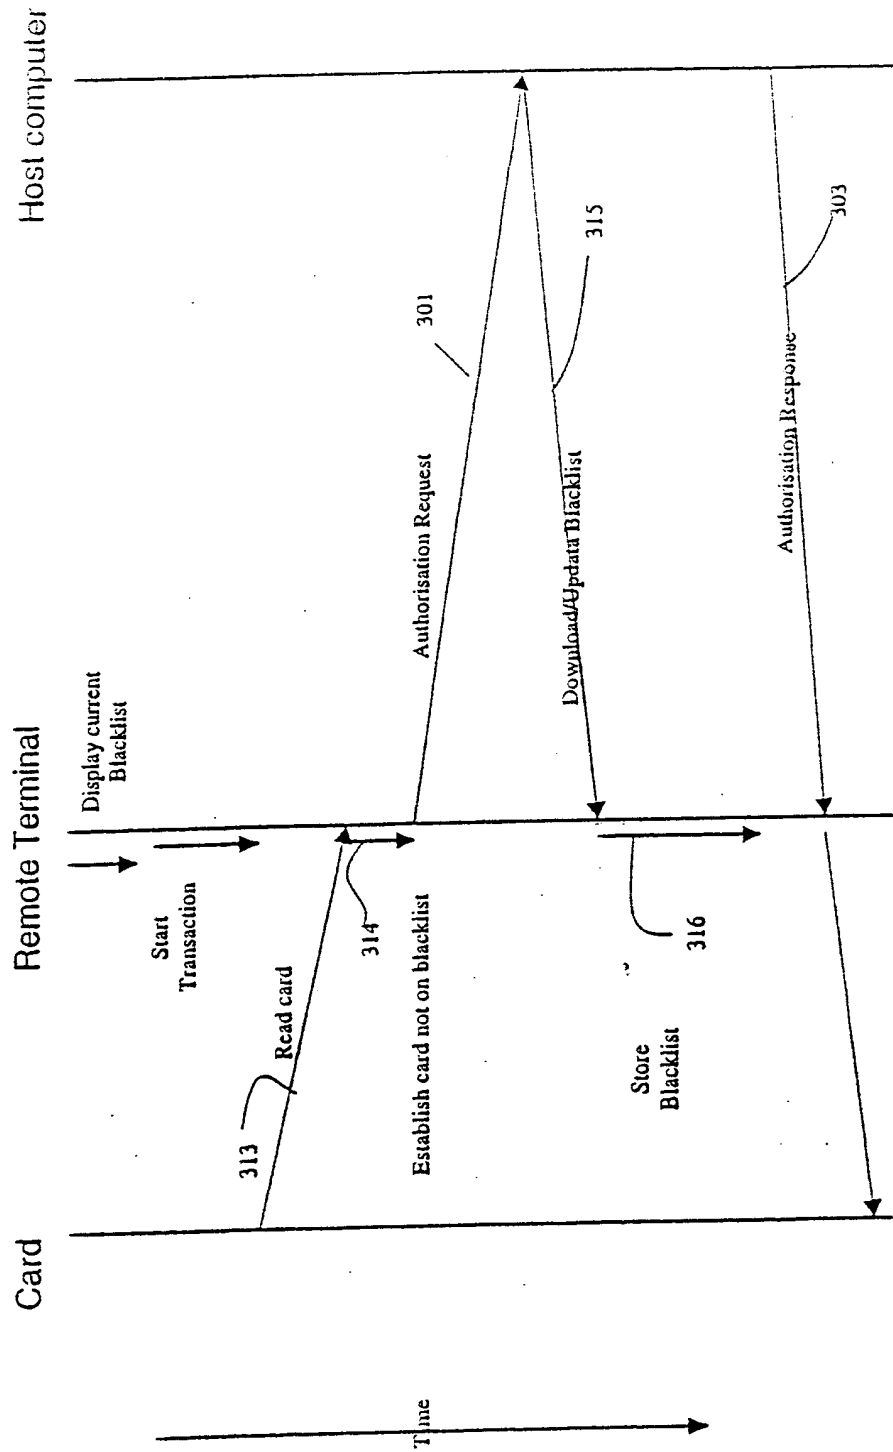 Card
Remote Terminal
Host computer
Time
Display current
Blacklist
Start
Transaction
313
Read card
314
Establish card not on blacklist
Authorisation Request
301
Download/Updata Blacklist
315
Store
Blacklist
316
Authorisation Response
303